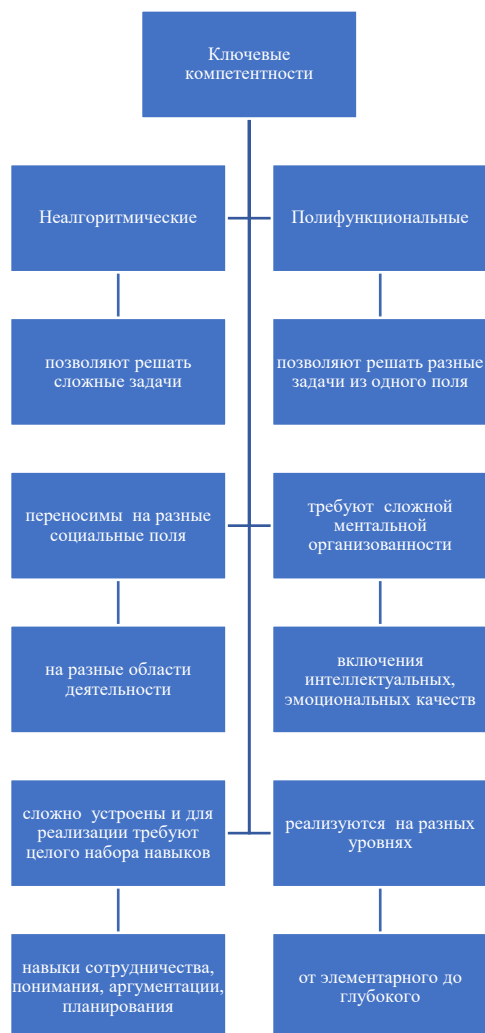 Ключевые
компетентности
Неалгоритмические
Полифункциональные
позволяют решать
сложные задачи
позволяют решать разные
задачи из одного поля
переносимы на разные
социальные поля
требуют сложной
ментальной
организованности
на разные области
деятельности
включения
интеллектуальных,
эмоциональных качеств
сложно устроены и для
реализации требуют
целого набора навыков
реализуются на разных
уровнях
навыки сотрудничества,
понимания, аргументации,
планирования
от элементарного до
глубокого